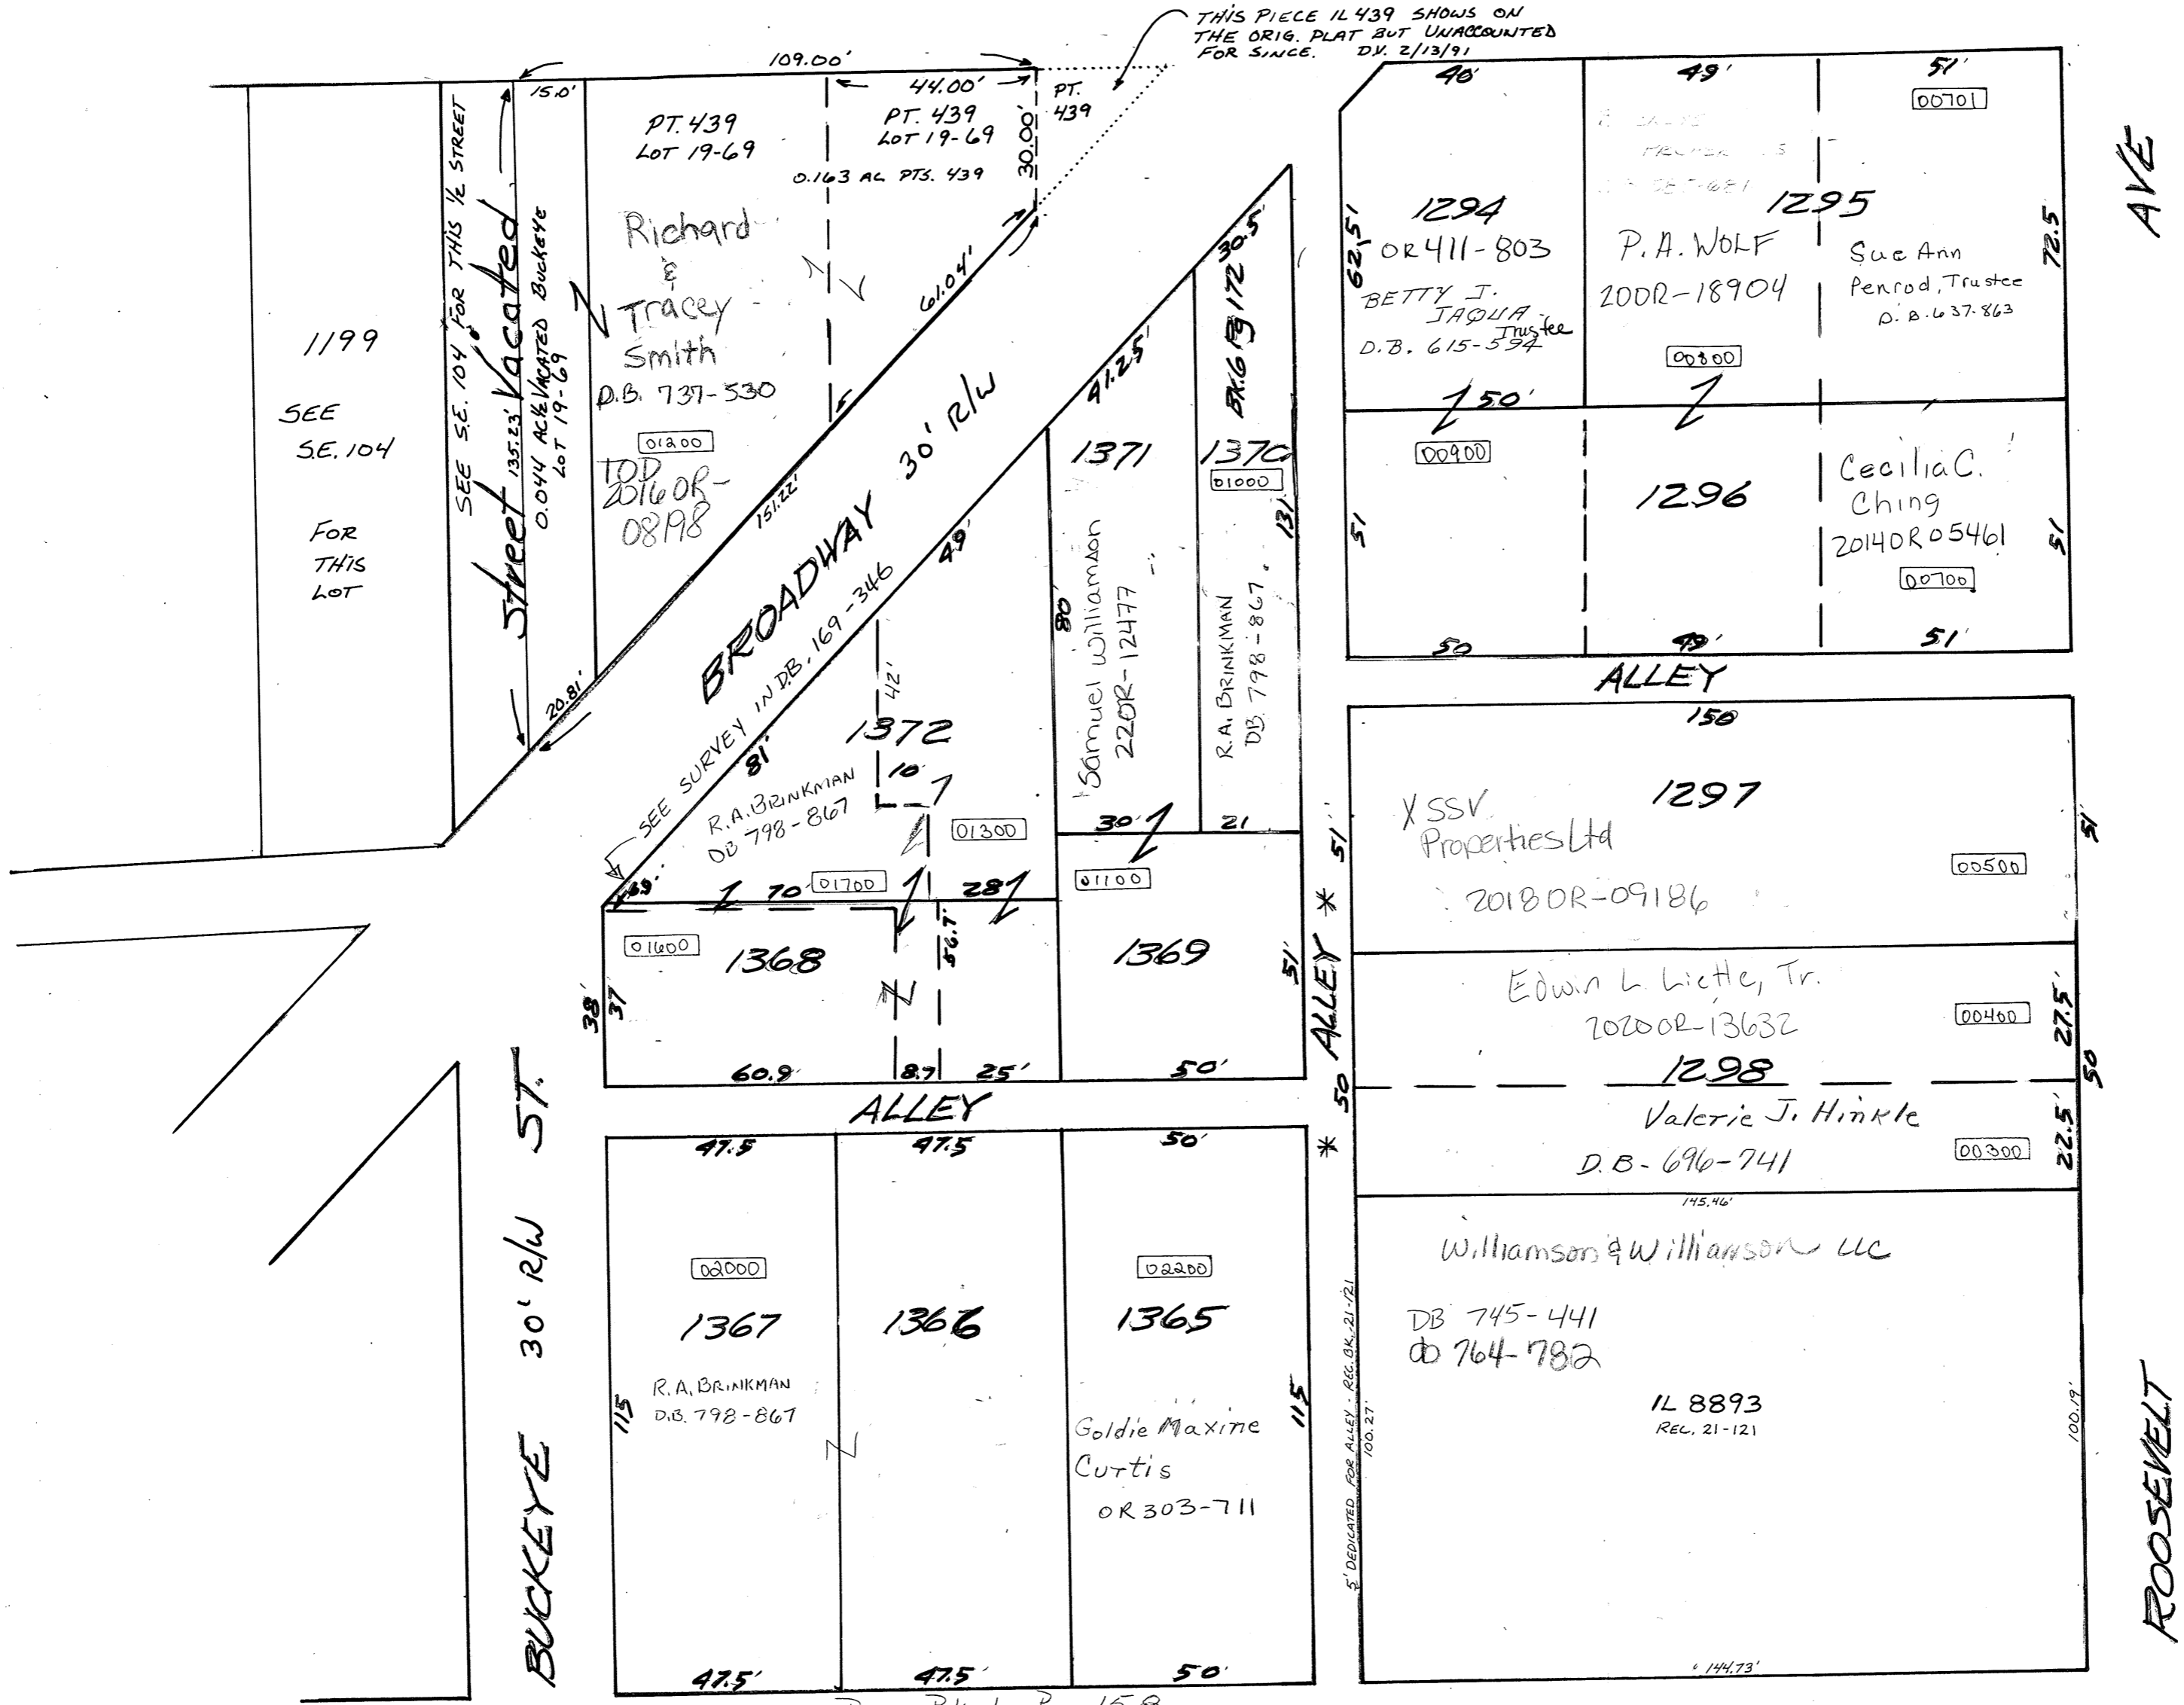 THIS PIECE IL 439 SHOWS ON
THE ORIG. PLAT BUT UNACCOUNTED
FOR SINCE. D.V. 2/13/91
109.00'
15.0'
44.00'
PT. 439
LOT 19-69
PT. 439
LOT 19-69
PT.
439
30.00'
0.163 AC PTS. 439
Richard
&
Tracey
Smith
D.B. 737-530
01200
TOD
2016OR-
08198
61.04'
151.22'
20.81'
1199
SEE
S.E. 104
FOR
THIS
LOT
SEE S.E. 104 FOR THIS 1/2 STREET
Street Vacated
135.23'
0.044 AC 1/2 VACATED BUCKEYE
LOT 19-69
BROADWAY 30' R/W
SEE SURVEY IN D.B. 169-346
30.5'
41.25'
49'
81'
BK.6 Pg 172
1371
1370
01000
80'
131'
Samuel Williamson
22OR-12477
R.A. BRINKMAN
D.B. 798-867
30'
21
42'
1372
10'
R.A. BRINKMAN
DB 798-867
01300
01700
70'
28'
01100
01600
1368
56.7'
1369
51'
38'
37'
60.9'
8.7
25'
50'
ALLEY
47.5
47.5
50'
02000
1367
R.A. BRINKMAN
D.B. 798-867
115
1366
02200
1365
Goldie Maxine
Curtis
OR 303-711
115
47.5'
47.5'
50'
BUCKEYE 30' R/W ST.
40'
49'
51'
00701
62.51
1294
OR 411-803
BETTY J.
JAQUA
Trustee
D.B. 615-594
1295
P.A. WOLF
20OR-18904
00800
Sue Ann
Penrod, Trustee
D.B. 637-863
72.5
50'
00900
51
1296
Cecilia C.
Ching
2014OR05461
00700
51
50
49'
51'
ALLEY
150
1297
X SSV
Properties Ltd
2018OR-09186
00500
51'
51'
* ALLEY *
50
Edwin L. Liette, Tr.
2020OR-13632
00400
27.5'
1298
50
Valerie J. Hinkle
D.B- 696-741
00300
22.5'
145.46'
Williamson & Williamson LLC
DB 745-441
764-782
IL 8893
REC. 21-121
5' DEDICATED FOR ALLEY - REC. BK. 21-121
100.27'
100.19'
144.73'
ROOSEVELT AVE